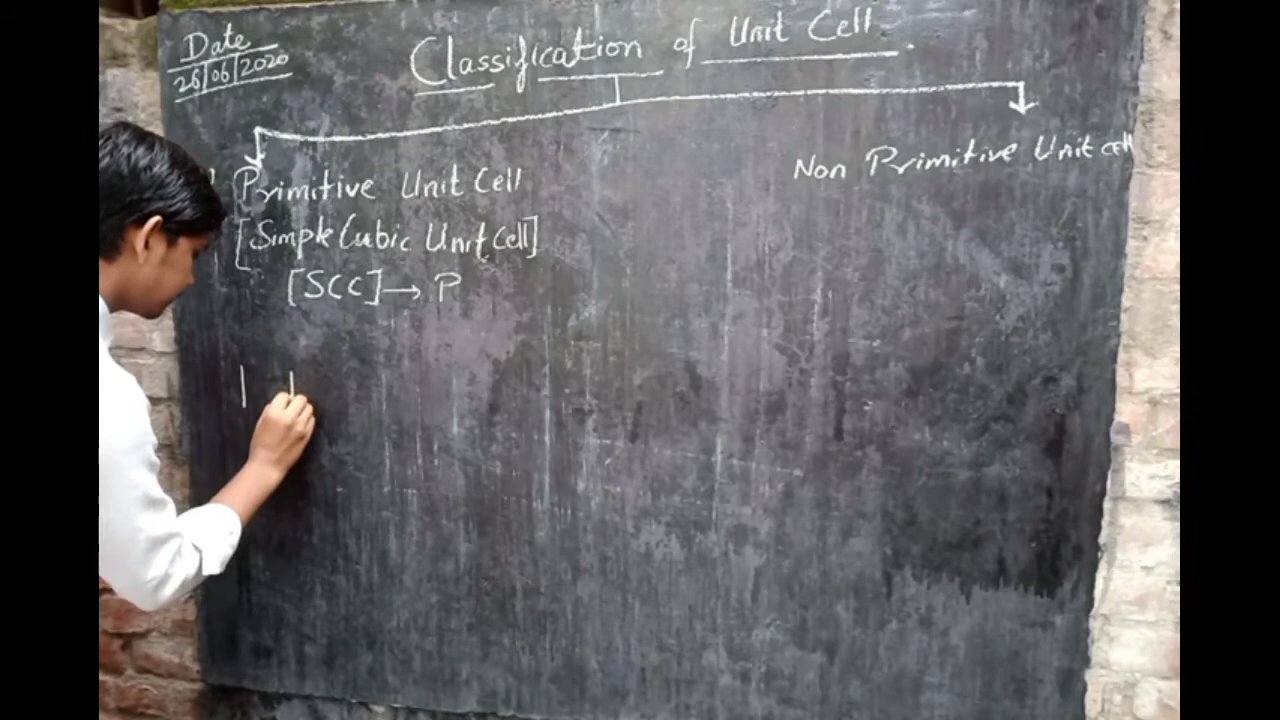 Date
26/06/2020
Classification of Unit Cell.
Primitive Unit Cell
Non Primitive Unit cell
[Simple Cubic Unit Cell]
[SCC] → P